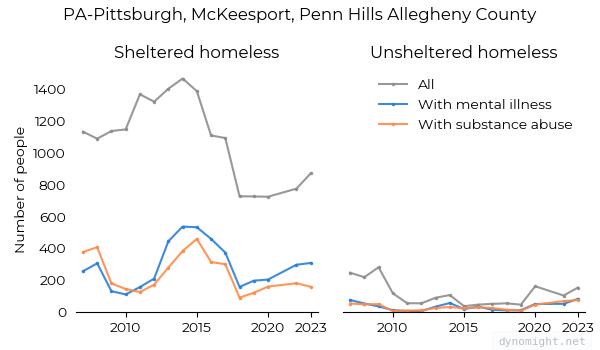 PA-Pittsburgh, McKeesport, Penn Hills Allegheny County
Sheltered homeless
Unsheltered homeless
All
With mental illness
With substance abuse
Number of people
1400
1200
1000
800
600
400
200
0
2010
2015
2020
2023
2010
2015
2020
2023
dynomight.net